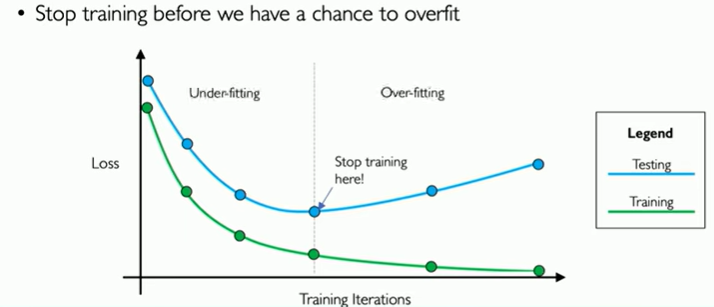 • Stop training before we have a chance to overfit
Under-fitting
Over-fitting
Legend
Testing
Training
Loss
Stop training
here!
Training Iterations